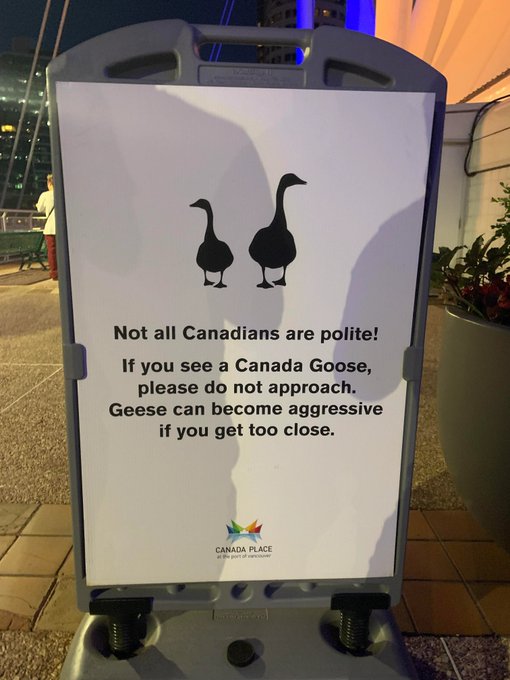 Not all Canadians are polite!
If you see a Canada Goose,
please do not approach.
Geese can become aggressive
if you get too close.
CANADA PLACE
at the port of vancouver